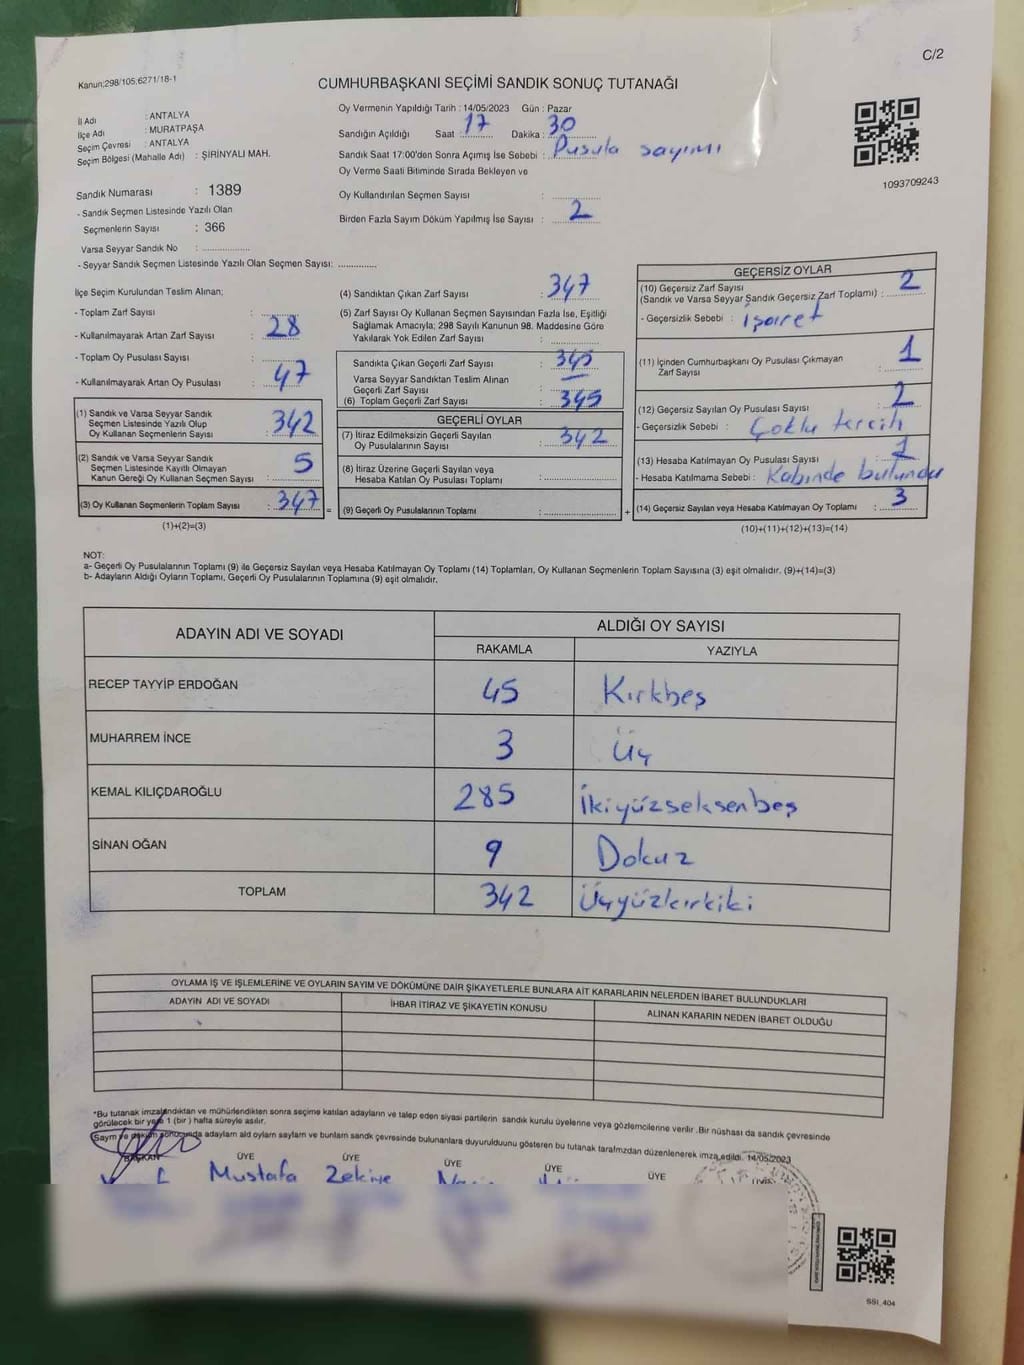 C/2
Kanun;298/105;6271/18-1
CUMHURBAŞKANI SEÇİMİ SANDIK SONUÇ TUTANAĞI
İl Adı : ANTALYA
İlçe Adı : MURATPAŞA
Seçim Çevresi : ANTALYA
Seçim Bölgesi (Mahalle Adı) : ŞİRİNYALI MAH.
Oy Vermenin Yapıldığı Tarih : 14/05/2023 Gün : Pazar
Sandığın Açıldığı Saat : 17 Dakika : 30
Sandık Saat 17:00'den Sonra Açımış İse Sebebi : Pusula sayımı
Oy Verme Saati Bitiminde Sırada Bekleyen ve
Oy Kullandırılan Seçmen Sayısı :
Birden Fazla Sayım Döküm Yapılmış İse Sayısı : 2
1093709243
Sandık Numarası : 1389
- Sandık Seçmen Listesinde Yazılı Olan
Seçmenlerin Sayısı : 366
Varsa Seyyar Sandık No :
- Seyyar Sandık Seçmen Listesinde Yazılı Olan Seçmen Sayısı:
İlçe Seçim Kurulundan Teslim Alınan;
- Toplam Zarf Sayısı :
- Kullanılmayarak Artan Zarf Sayısı : 28
- Toplam Oy Pusulası Sayısı :
- Kullanılmayarak Artan Oy Pusulası : 47
(1) Sandık ve Varsa Seyyar Sandık
Seçmen Listesinde Yazılı Olup
Oy Kullanan Seçmenlerin Sayısı : 342
(2) Sandık ve Varsa Seyyar Sandık
Seçmen Listesinde Kayıtlı Olmayan
Kanun Gereği Oy Kullanan Seçmen Sayısı : 5
(3) Oy Kullanan Seçmenlerin Toplam Sayısı : 347 =
(1)+(2)=(3)
(4) Sandıktan Çıkan Zarf Sayısı : 347
(5) Zarf Sayısı Oy Kullanan Seçmen Sayısından Fazla İse, Eşitliği
Sağlamak Amacıyla; 298 Sayılı Kanunun 98. Maddesine Göre
Yakılarak Yok Edilen Zarf Sayısı :
Sandıkta Çıkan Geçerli Zarf Sayısı : 345
Varsa Seyyar Sandıktan Teslim Alınan
Geçerli Zarf Sayısı :
(6) Toplam Geçerli Zarf Sayısı : 345
GEÇERLİ OYLAR
(7) İtiraz Edilmeksizin Geçerli Sayılan
Oy Pusulasının Sayısı : 342
(8) İtiraz Üzerine Geçerli Sayılan veya
Hesaba Katılan Oy Pusulası Toplamı :
(9) Geçerli Oy Pusulalarının Toplamı : +
GEÇERSİZ OYLAR
(10) Geçersiz Zarf Sayısı
(Sandık ve Varsa Seyyar Sandık Geçersiz Zarf Toplamı) : 2
- Geçersizlik Sebebi : işaret
(11) İçinden Cumhurbaşkanı Oy Pusulası Çıkmayan
Zarf Sayısı : 1
(12) Geçersiz Sayılan Oy Pusulası Sayısı : 2
- Geçersizlik Sebebi : Çoklu tercih
(13) Hesaba Katılmayan Oy Pusulası Sayısı : 1
- Hesaba Katılmama Sebebi : Kabinde bulundu
(14) Geçersiz Sayılan veya Hesaba Katılmayan Oy Toplamı : 3
(10)+(11)+(12)+(13)=(14)
NOT:
a- Geçerli Oy Pusulalarının Toplamı (9) ile Geçersiz Sayılan veya Hesaba Katılmayan Oy Toplamı (14) Toplamları, Oy Kullanan Seçmenlerin Toplam Sayısına (3) eşit olmalıdır. (9)+(14)=(3)
b- Adayların Aldığı Oyların Toplamı, Geçerli Oy Pusulalarının Toplamına (9) eşit olmalıdır.
ADAYIN ADI VE SOYADI
ALDIĞI OY SAYISI
RAKAMLA YAZIYLA
RECEP TAYYİP ERDOĞAN 45 Kırkbeş
MUHARREM İNCE 3 Üç
KEMAL KILIÇDAROĞLU 285 İkiyüzseksenbeş
SİNAN OĞAN 9 Dokuz
TOPLAM 342 Üçyüzkırkiki
OYLAMA İŞ VE İŞLEMLERİNE VE OYLARIN SAYIM VE DÖKÜMÜNE DAİR ŞİKAYETLERLE BUNLARA AİT KARARLARIN NELERDEN İBARET BULUNDUKLARI
ADAYIN ADI VE SOYADI İHBAR İTİRAZ VE ŞİKAYETİN KONUSU ALINAN KARARIN NEDEN İBARET OLDUĞU
*Bu tutanak imzalandıktan ve mühürlendikten sonra seçime katılan adayların ve talep eden siyasi partilerin sandık kurulu üyelerine veya gözlemcilerine verilir .Bir nüshası da sandık çevresinde
görülecek bir yere 1 (bir ) hafta süreyle asılır.
Saym ve döküm sonucunda adaylarn ald oylarn saylarn ve bunlarn sandk çevresinde bulunanlara duyurulduunu gösteren bu tutanak tarafmzdan düzenlenerek imza edildi. 14/05/2023
BAŞKAN ÜYE ÜYE ÜYE ÜYE ÜYE
Mustafa Zekiye
SSI_404